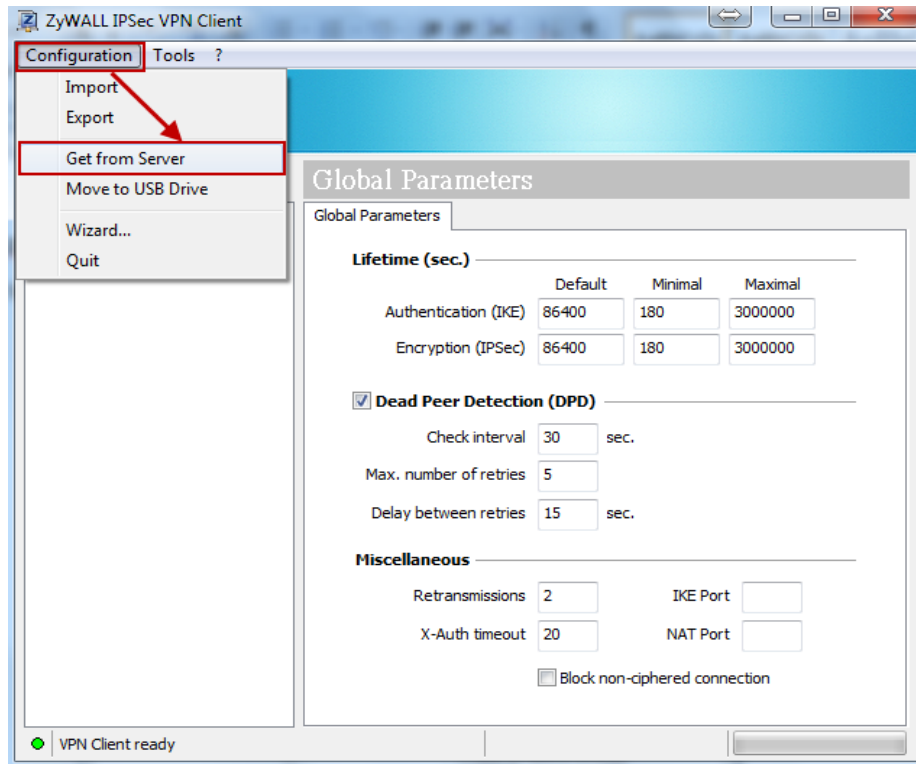 ZyWALL IPSec VPN Client
Configuration Tools ?
Import
Export
Get from Server
Move to USB Drive
Wizard...
Quit
Global Parameters
Global Parameters
Lifetime (sec.)
Default Minimal Maximal
Authentication (IKE) 86400 180 3000000
Encryption (IPSec) 86400 180 3000000
Dead Peer Detection (DPD)
Check interval 30 sec.
Max. number of retries 5
Delay between retries 15 sec.
Miscellaneous
Retransmissions 2 IKE Port
X-Auth timeout 20 NAT Port
Block non-ciphered connection
VPN Client ready